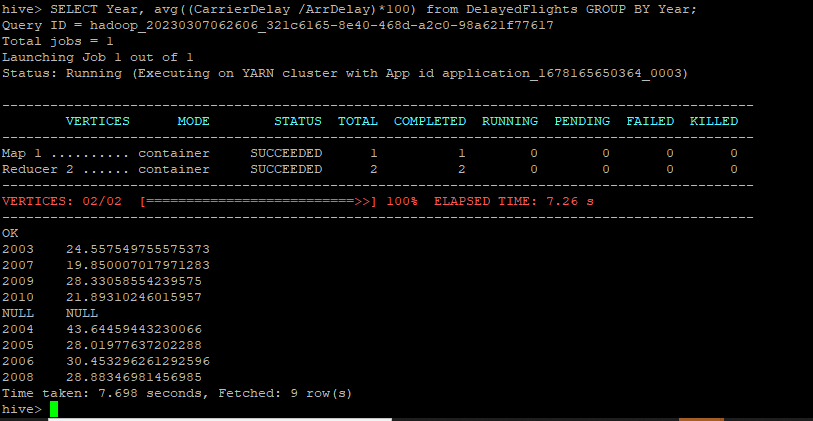 hive> SELECT Year, avg((CarrierDelay /ArrDelay)*100) from DelayedFlights GROUP BY Year;
Query ID = hadoop_20230307062606_321c6165-8e40-468d-a2c0-98a621f77617
Total jobs = 1
Launching Job 1 out of 1
Status: Running (Executing on YARN cluster with App id application_1678165650364_0003)
----------------------------------------------------------------------------------------------
VERTICES MODE STATUS TOTAL COMPLETED RUNNING PENDING FAILED KILLED
----------------------------------------------------------------------------------------------
Map 1 .......... container SUCCEEDED 1 1 0 0 0 0
Reducer 2 ...... container SUCCEEDED 2 2 0 0 0 0
----------------------------------------------------------------------------------------------
VERTICES: 02/02 [==========================>>] 100% ELAPSED TIME: 7.26 s
----------------------------------------------------------------------------------------------
OK
2003 24.557549755575373
2007 19.850007017971283
2009 28.33058554239575
2010 21.89310246015957
NULL NULL
2004 43.64459443230066
2005 28.01977637202288
2006 30.453296261292596
2008 28.88346981456985
Time taken: 7.698 seconds, Fetched: 9 row(s)
hive>